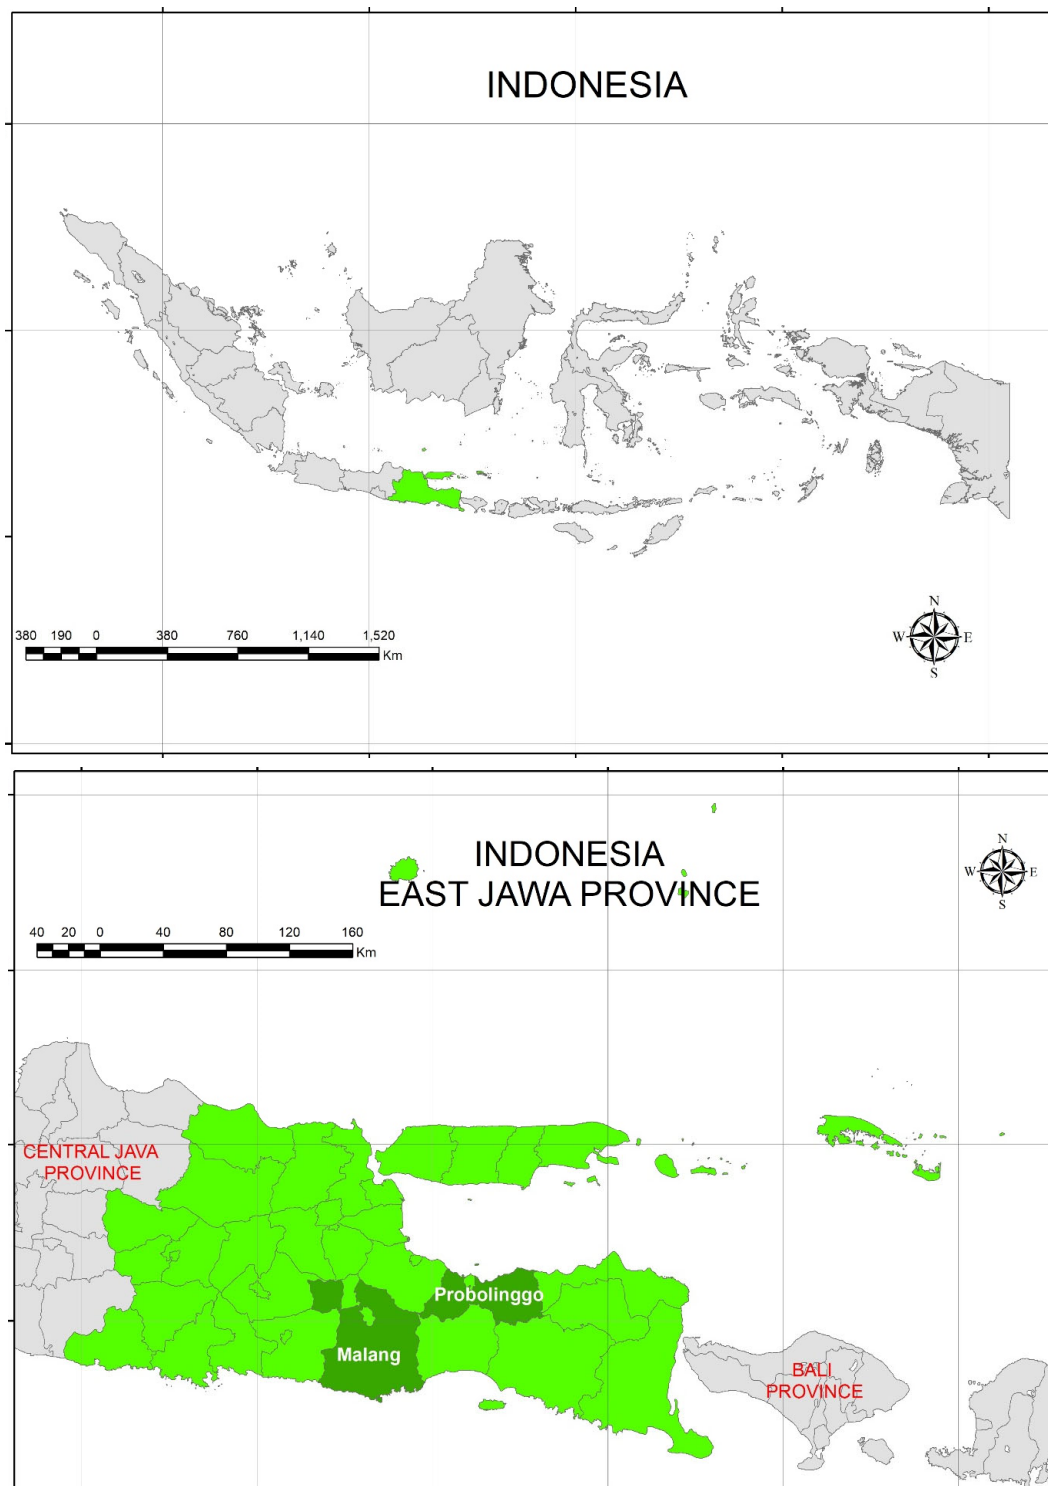 INDONESIA
N
W
E
S
380 190 0 380 760 1,140 1,520
Km
INDONESIA
EAST JAWA PROVINCE
N
W
E
S
40 20 0 40 80 120 160
Km
CENTRAL JAVA
PROVINCE
Probolinggo
Malang
BALI
PROVINCE